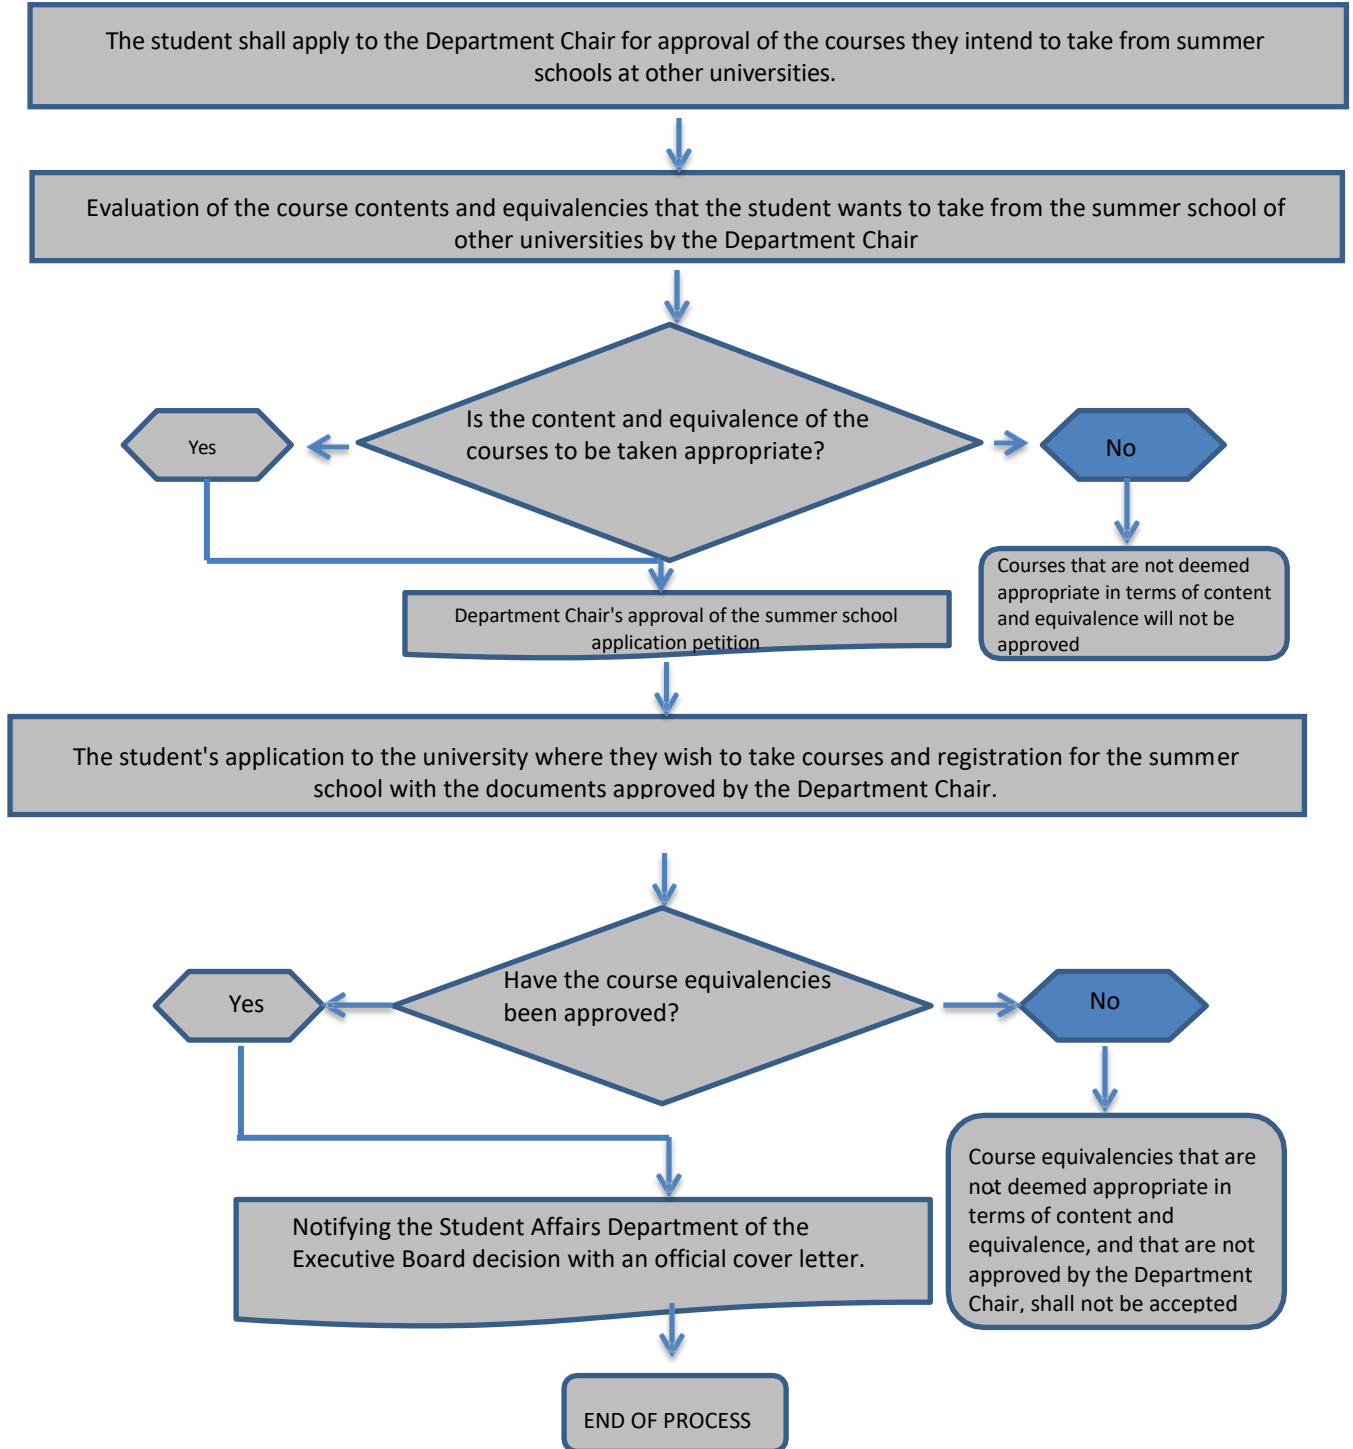 The student shall apply to the Department Chair for approval of the courses they intend to take from summer
schools at other universities.
Evaluation of the course contents and equivalencies that the student wants to take from the summer school of
other universities by the Department Chair
Is the content and equivalence of the
courses to be taken appropriate?
Yes
No
Courses that are not deemed
appropriate in terms of content
and equivalence will not be
approved
Department Chair's approval of the summer school
application petition
The student's application to the university where they wish to take courses and registration for the summer
school with the documents approved by the Department Chair.
Have the course equivalencies
been approved?
Yes
No
Course equivalencies that are
not deemed appropriate in
terms of content and
equivalence, and that are not
approved by the Department
Chair, shall not be accepted
Notifying the Student Affairs Department of the
Executive Board decision with an official cover letter.
END OF PROCESS